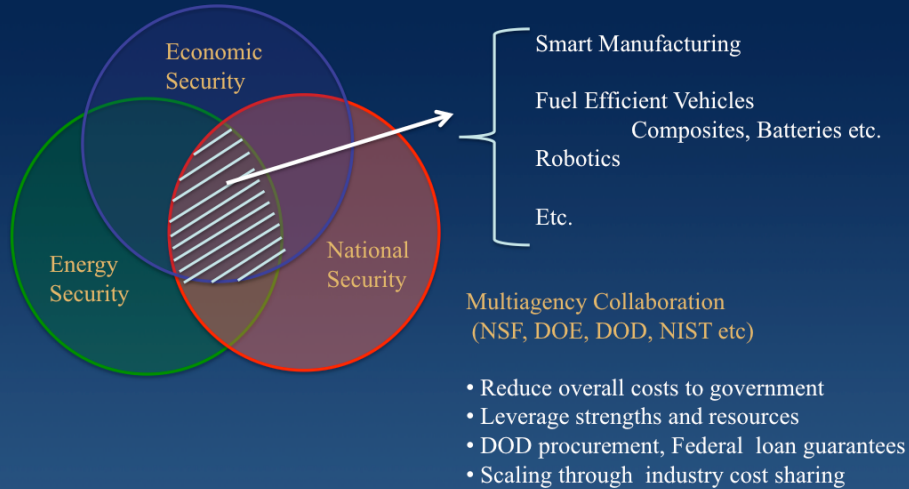 Economic
Security
Energy
Security
National
Security
Smart Manufacturing
Fuel Efficient Vehicles
Composites, Batteries etc.
Robotics
Etc.
Multiagency Collaboration
(NSF, DOE, DOD, NIST etc)
• Reduce overall costs to government
• Leverage strengths and resources
• DOD procurement, Federal loan guarantees
• Scaling through industry cost sharing